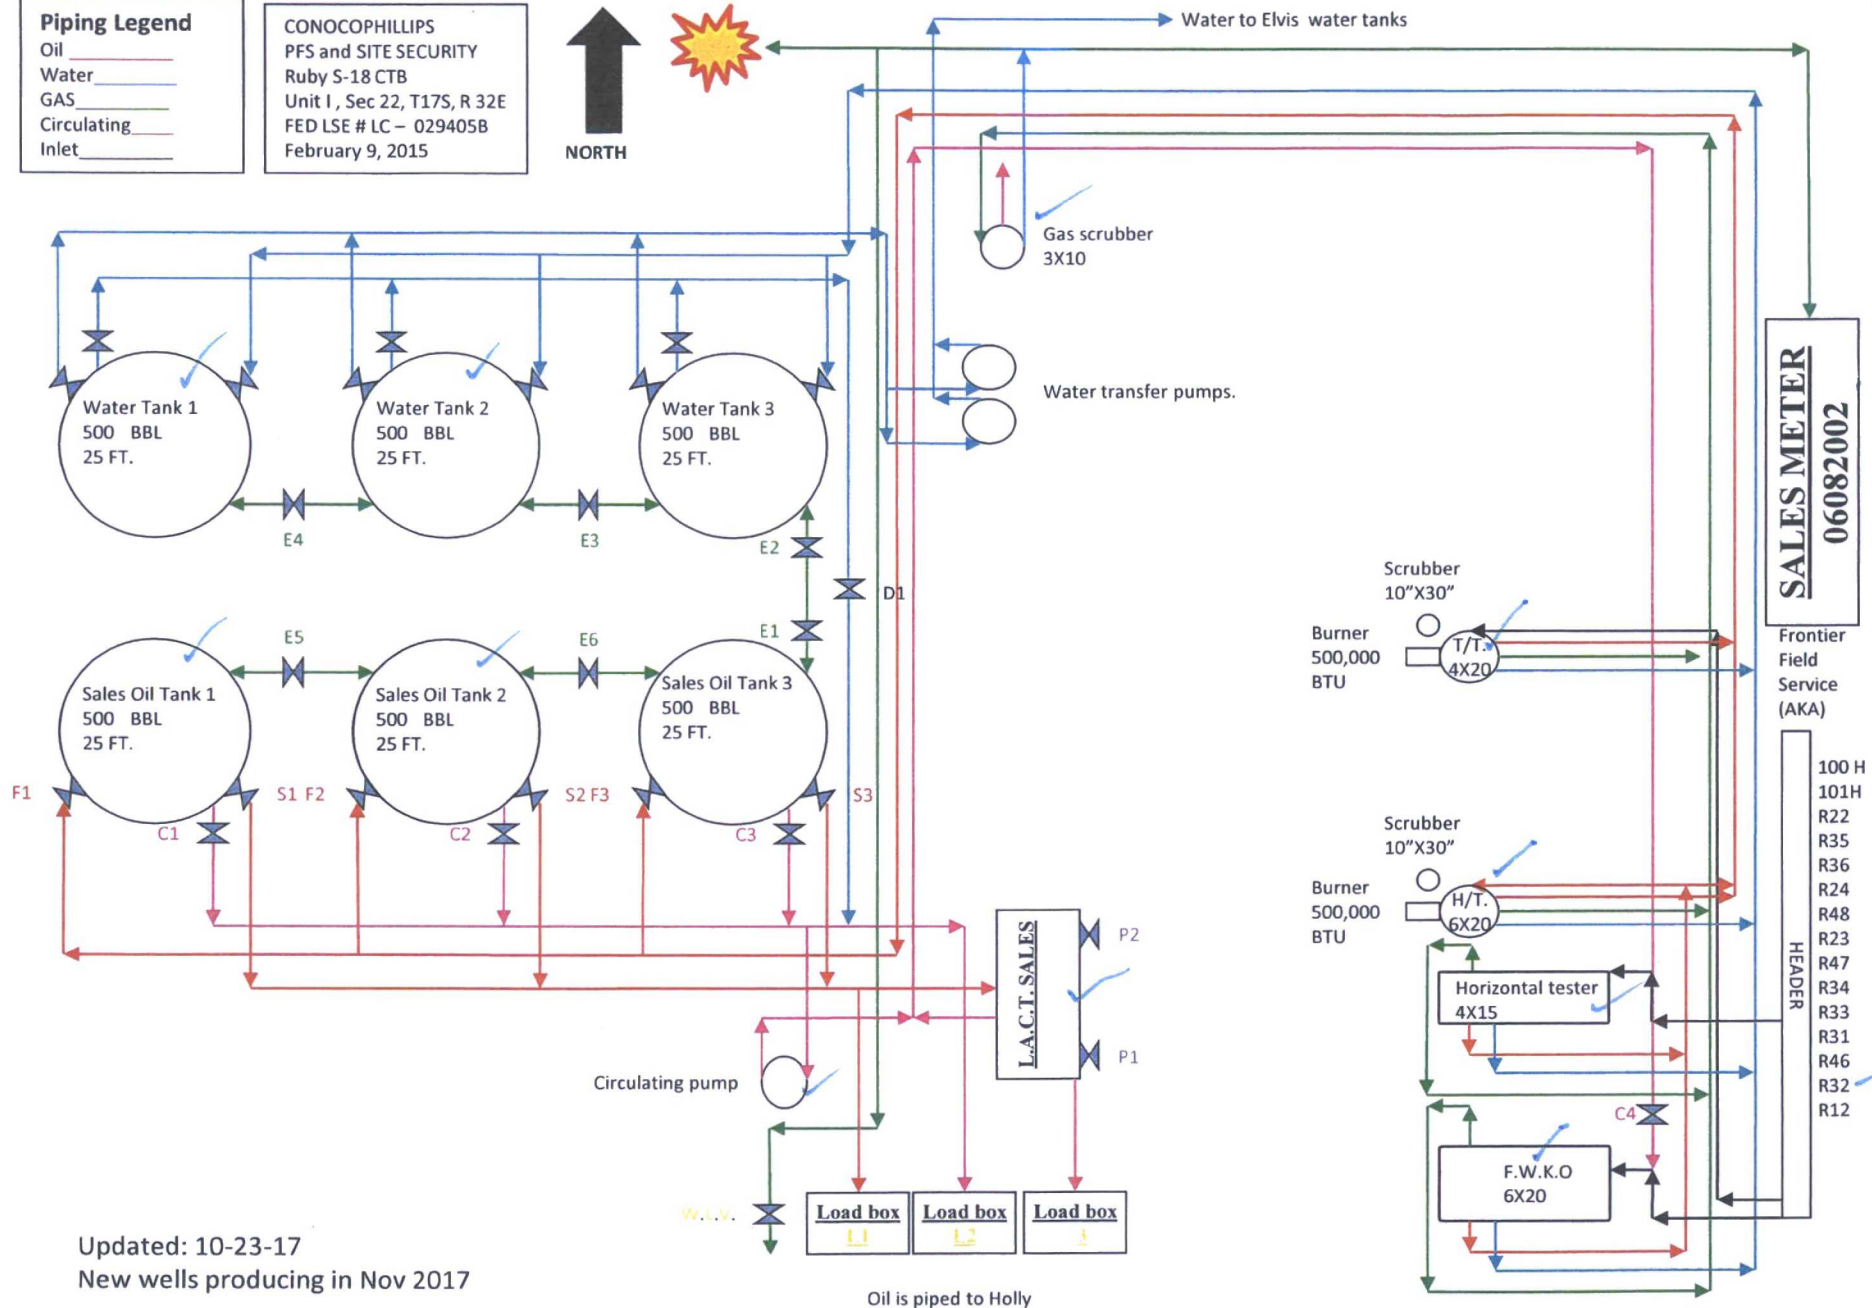 Piping Legend
Oil
Water
GAS
Circulating
Inlet
CONOCOPHILLIPS
PFS and SITE SECURITY
Ruby S-18 CTB
Unit I , Sec 22, T17S, R 32E
FED LSE # LC – 029405B
February 9, 2015
NORTH
Water to Elvis water tanks
Gas scrubber
3X10
Water transfer pumps.
Water Tank 1
500 BBL
25 FT.
Water Tank 2
500 BBL
25 FT.
Water Tank 3
500 BBL
25 FT.
E4
E3
E2
D1
E1
E5
E6
Sales Oil Tank 1
500 BBL
25 FT.
Sales Oil Tank 2
500 BBL
25 FT.
Sales Oil Tank 3
500 BBL
25 FT.
F1
S1 F2
S2 F3
S3
C1
C2
C3
L.A.C.T. SALES
P2
P1
Circulating pump
W.L.V.
Load box
L1
Load box
L2
Load box
3
Oil is piped to Holly
Updated: 10-23-17
New wells producing in Nov 2017
SALES METER
06082002
Frontier
Field
Service
(AKA)
Scrubber
10”X30”
Burner
500,000
BTU
T/T.
4X20
Scrubber
10”X30”
Burner
500,000
BTU
H/T.
6X20
Horizontal tester
4X15
C4
F.W.K.O
6X20
HEADER
100 H
101H
R22
R35
R36
R24
R48
R23
R47
R34
R33
R31
R46
R32
R12